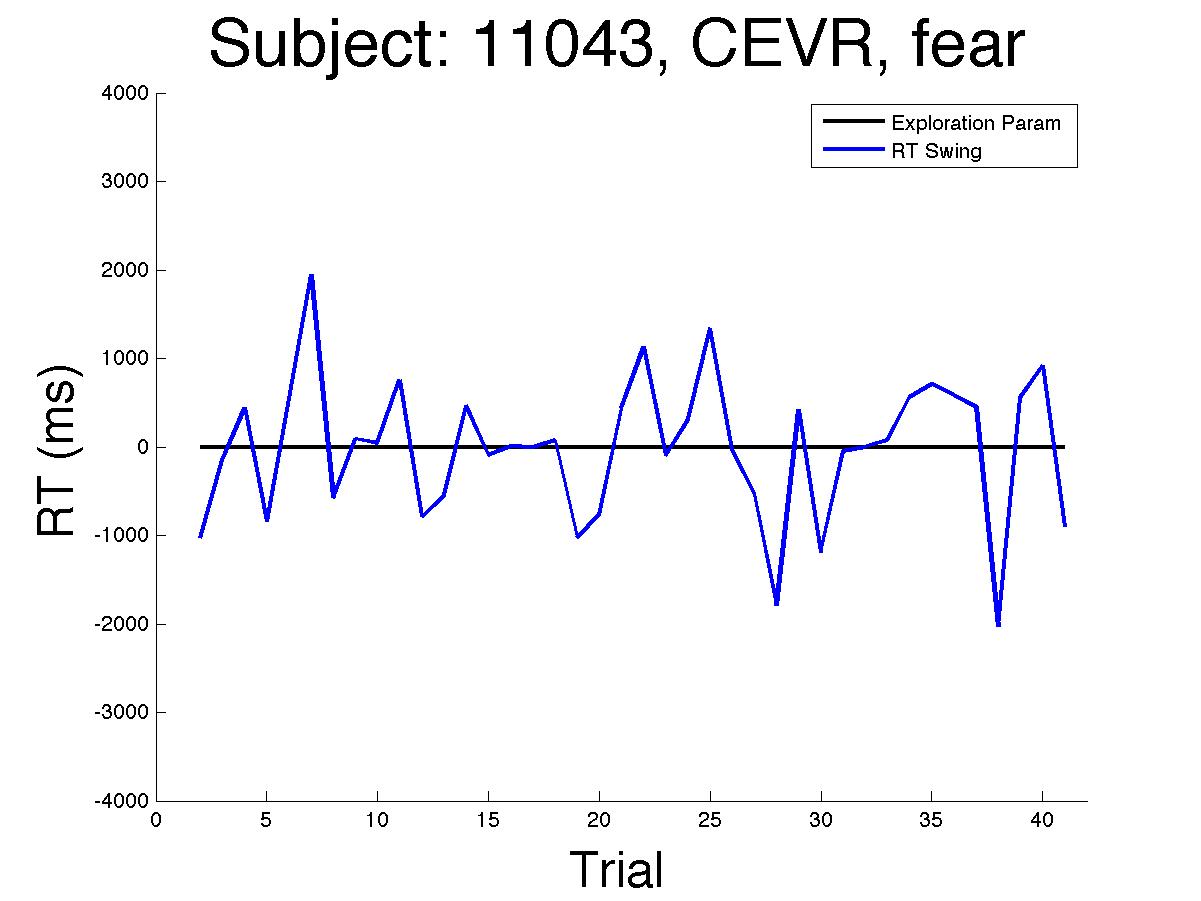 Subject: 11043, CEVR, fear
4000
3000
2000
1000
0
-1000
-2000
-3000
-4000
RT (ms)
Exploration Param
RT Swing
0 5 10 15 20 25 30 35 40
Trial